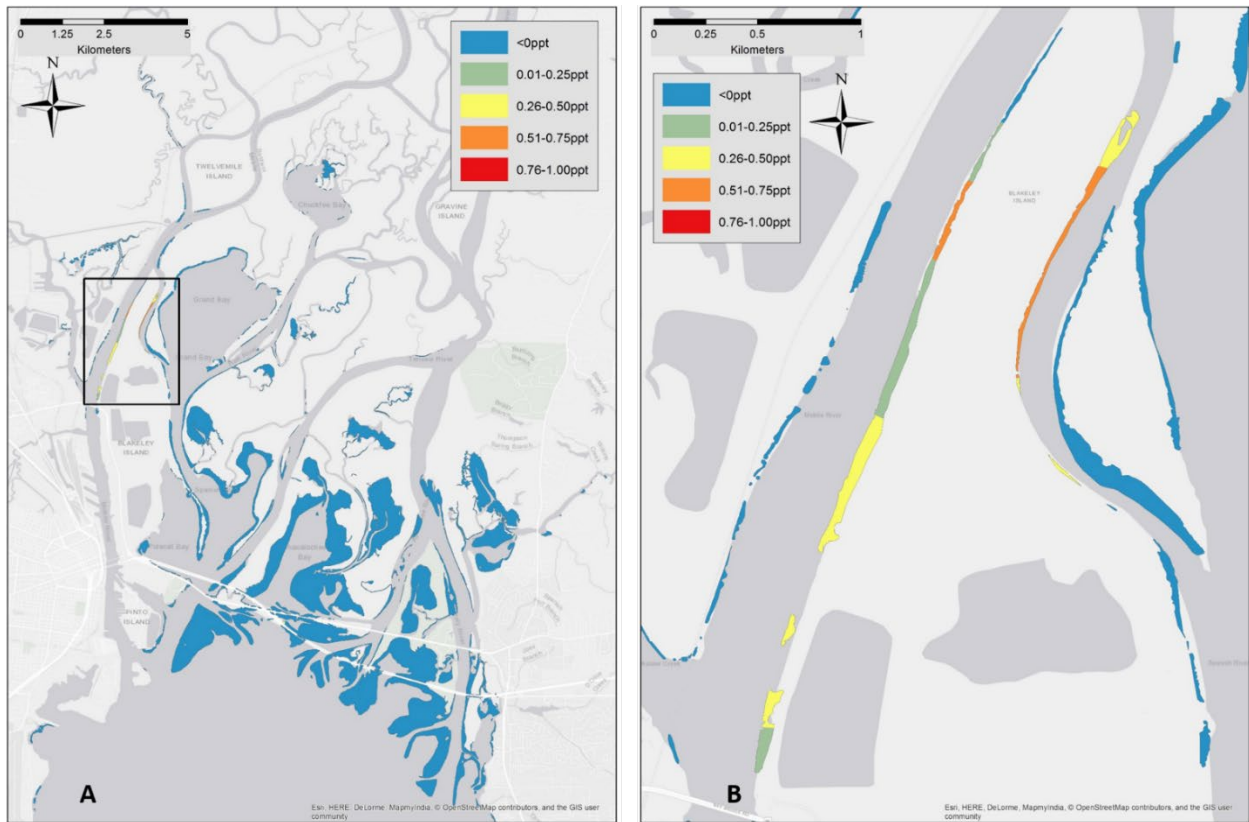 0 1.25 2.5 5
Kilometers
N
<0ppt
0.01-0.25ppt
0.26-0.50ppt
0.51-0.75ppt
0.76-1.00ppt
TWELVEMILE
ISLAND
Chuckfee Bay
GRAVINE
ISLAND
Grand Bay
BLAKELEY
ISLAND
PINTO
ISLAND
A
Esri, HERE, DeLorme, MapmyIndia, © OpenStreetMap contributors, and the GIS user
community
0 0.25 0.5 1
Kilometers
N
<0ppt
0.01-0.25ppt
0.26-0.50ppt
0.51-0.75ppt
0.76-1.00ppt
BLAKELEY
ISLAND
B
Esri, HERE, DeLorme, MapmyIndia, © OpenStreetMap contributors, and the GIS user
community